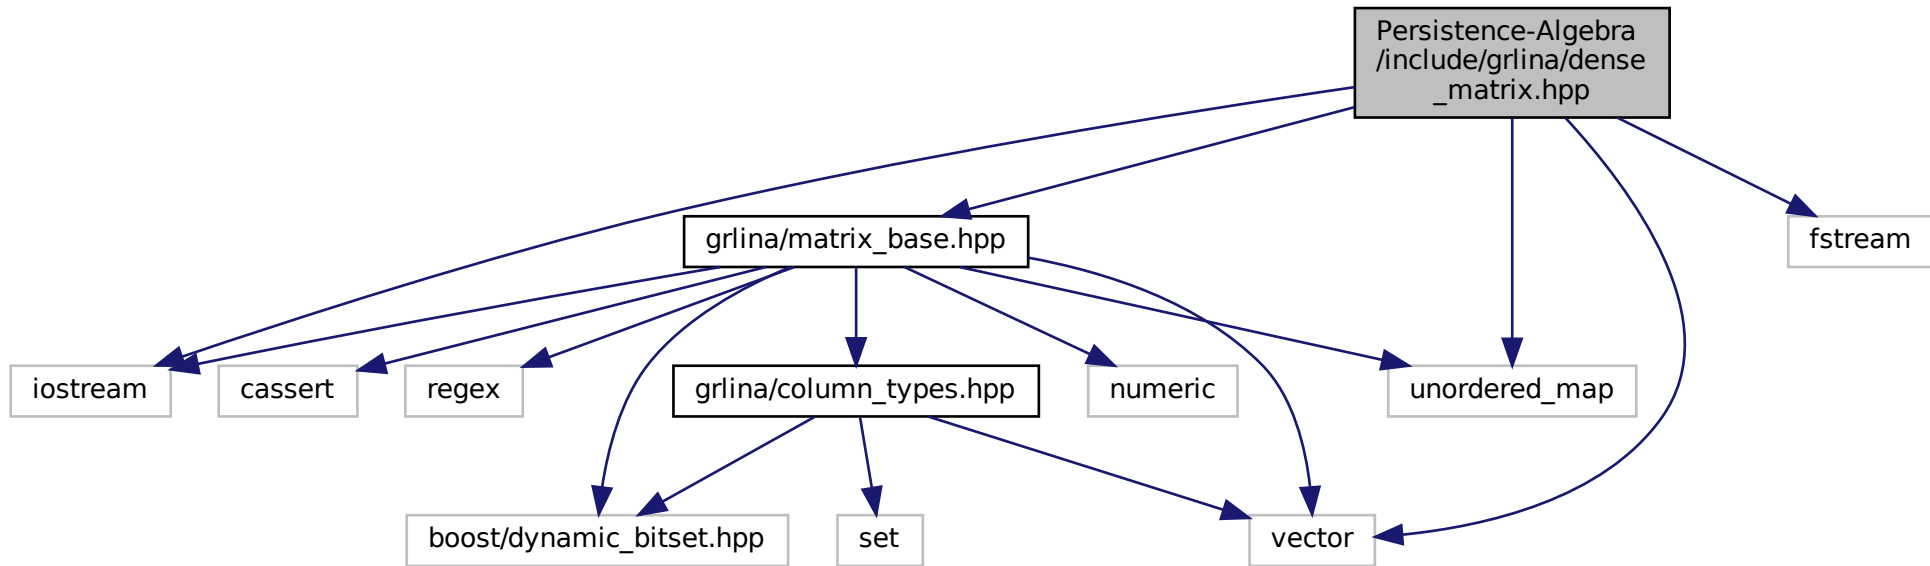 Persistence-Algebra
/include/grlina/dense
_matrix.hpp
grlina/matrix_base.hpp
fstream
iostream
cassert
regex
grlina/column_types.hpp
numeric
unordered_map
boost/dynamic_bitset.hpp
set
vector